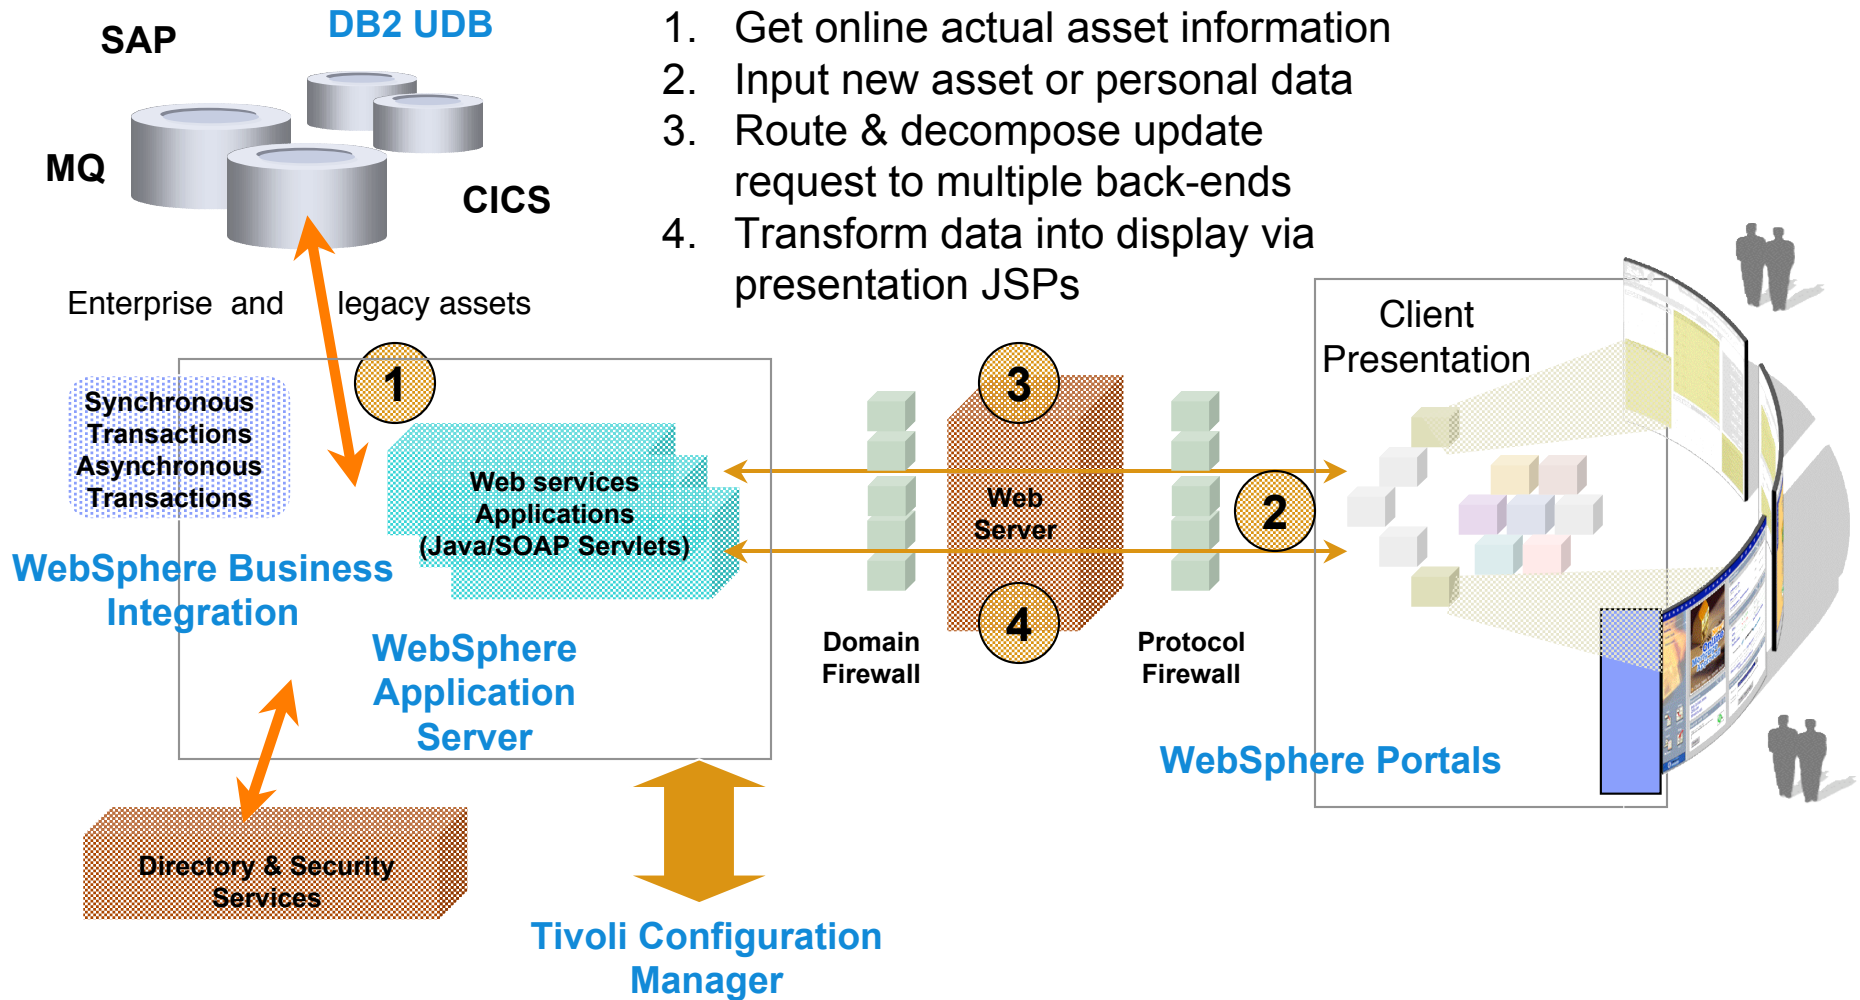 SAP
DB2 UDB
MQ
CICS
1. Get online actual asset information
2. Input new asset or personal data
3. Route & decompose update
request to multiple back-ends
4. Transform data into display via
presentation JSPs
Enterprise and legacy assets
Client
Presentation
1
3
Synchronous
Transactions
Asynchronous
Transactions
Web services
Applications
(Java/SOAP Servlets)
Web
Server
2
WebSphere Business
Integration
4
WebSphere
Application
Server
Domain
Firewall
Protocol
Firewall
WebSphere Portals
Directory & Security
Services
Tivoli Configuration
Manager